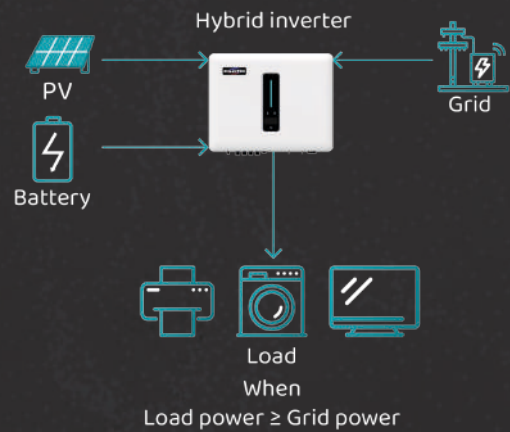 Hybrid inverter
PV
Grid
Battery
Load
When
Load power ≥ Grid power